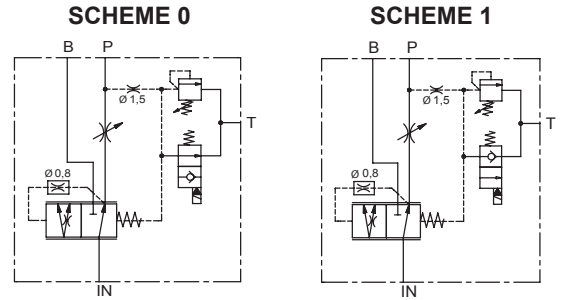 SCHEME 0
SCHEME 1
B P
B P
Ø 1,5
Ø 1,5
T
T
Ø 0,8
Ø 0,8
IN
IN